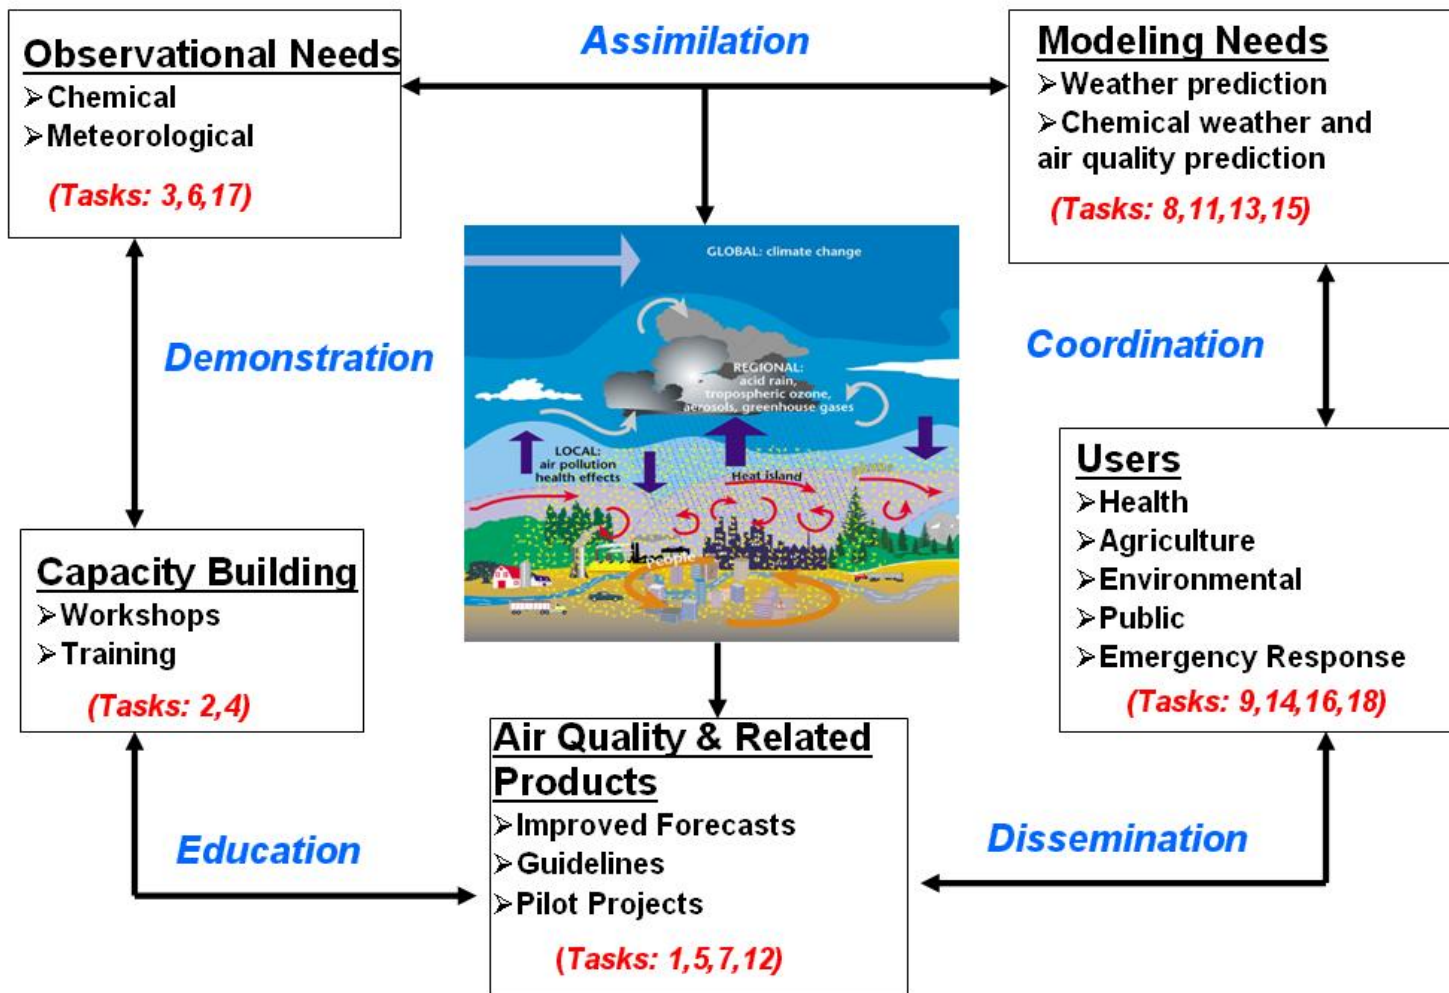 Observational Needs
➢Chemical
➢Meteorological
(Tasks: 3,6,17)
Assimilation
Modeling Needs
➢Weather prediction
➢Chemical weather and
air quality prediction
(Tasks: 8,11,13,15)
Demonstration
GLOBAL: climate change
REGIONAL:
acid rain,
tropospheric ozone,
aerosols, greenhouse gases
LOCAL:
air pollution
health effects
Heat island
People
Coordination
Capacity Building
➢Workshops
➢Training
(Tasks: 2,4)
Users
➢Health
➢Agriculture
➢Environmental
➢Public
➢Emergency Response
(Tasks: 9,14,16,18)
Education
Air Quality & Related
Products
➢Improved Forecasts
➢Guidelines
➢Pilot Projects
(Tasks: 1,5,7,12)
Dissemination